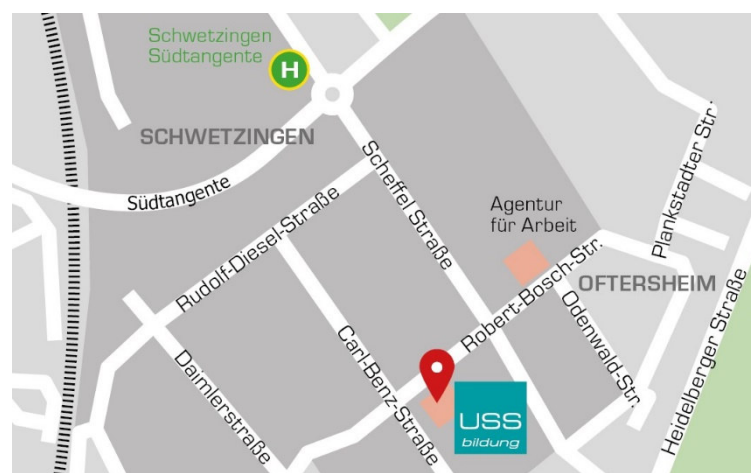 Schwetzingen
Südtangente
H
SCHWETZINGEN
Südtangente
Rudolf-Diesel-Straße
Scheffel Straße
Plankstadter Str.
Agentur
für Arbeit
Robert-Bosch-Str.
OFTERSHEIM
Odenwald-Str.
Heidelberger Straße
Daimlerstraße
Carl-Benz-Straße
USS
bildung